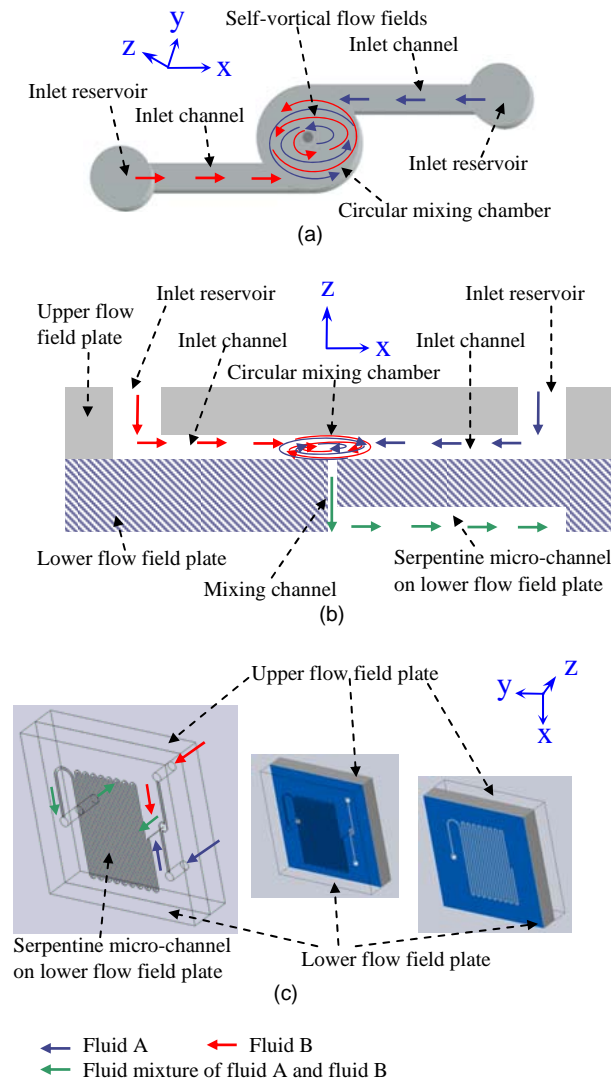 Self-vortical flow fields
y
z
x
Inlet channel
Inlet reservoir
Inlet channel
Inlet reservoir
Circular mixing chamber
(a)
Upper flow
field plate
Inlet reservoir
Inlet reservoir
z
x
Inlet channel
Inlet channel
Circular mixing chamber
Lower flow field plate
Serpentine micro-channel
on lower flow field plate
Mixing channel
(b)
Upper flow field plate
z
y
x
Serpentine micro-channel
on lower flow field plate
Lower flow field plate
(c)
Fluid A
Fluid B
Fluid mixture of fluid A and fluid B